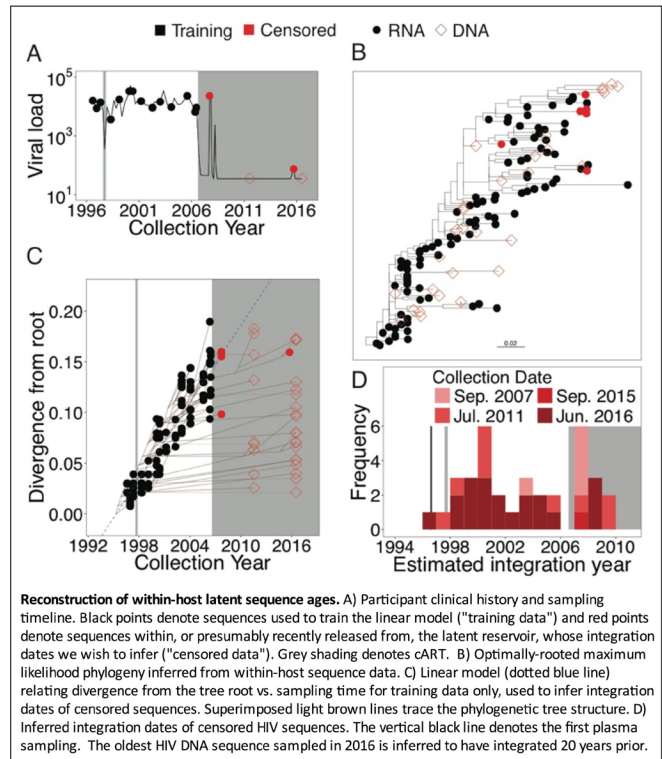 Training Censored RNA DNA
A
Viral load
10⁵
10³
10¹
1996 2001 2006 2011 2016
Collection Year
B
0.02
C
Divergence from root
0.20
0.15
0.10
0.05
0.00
1992 1998 2004 2010 2016
Collection Year
D
Collection Date
Sep. 2007 Sep. 2015
Jul. 2011 Jun. 2016
Frequency
6
4
2
0
1994 1998 2002 2006 2010
Estimated integration year
Reconstruction of within-host latent sequence ages. A) Participant clinical history and sampling
timeline. Black points denote sequences used to train the linear model ("training data") and red points
denote sequences within, or presumably recently released from, the latent reservoir, whose integration
dates we wish to infer ("censored data"). Grey shading denotes cART. B) Optimally-rooted maximum
likelihood phylogeny inferred from within-host sequence data. C) Linear model (dotted blue line)
relating divergence from the tree root vs. sampling time for training data only, used to infer integration
dates of censored sequences. Superimposed light brown lines trace the phylogenetic tree structure. D)
Inferred integration dates of censored HIV sequences. The vertical black line denotes the first plasma
sampling. The oldest HIV DNA sequence sampled in 2016 is inferred to have integrated 20 years prior.